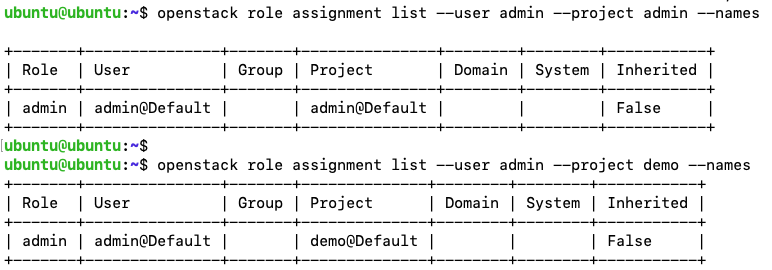 ubuntu@ubuntu:~$ openstack role assignment list --user admin --project admin --names
+-------+---------------+-------+---------------+--------+--------+-----------+
| Role | User | Group | Project | Domain | System | Inherited |
+-------+---------------+-------+---------------+--------+--------+-----------+
| admin | admin@Default | | admin@Default | | | False |
+-------+---------------+-------+---------------+--------+--------+-----------+
[ubuntu@ubuntu:~$
ubuntu@ubuntu:~$ openstack role assignment list --user admin --project demo --names
+-------+---------------+-------+--------------+--------+--------+-----------+
| Role | User | Group | Project | Domain | System | Inherited |
+-------+---------------+-------+--------------+--------+--------+-----------+
| admin | admin@Default | | demo@Default | | | False |
+-------+---------------+-------+--------------+--------+--------+-----------+